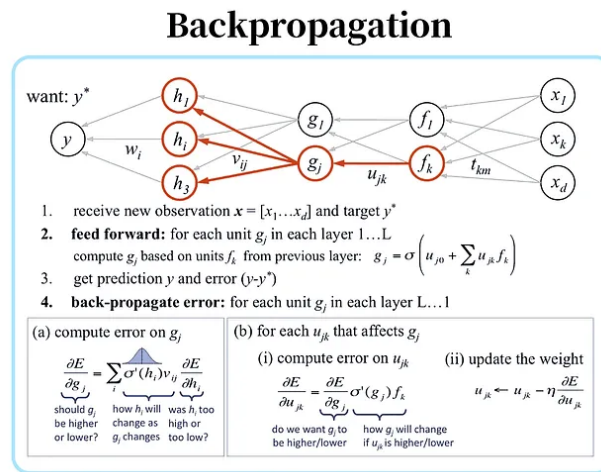 Backpropagation
want: y*
h₁
g₁
f₁
x₁
y
wᵢ
hᵢ
vᵢⱼ
gⱼ
uⱼₖ
fₖ
tₖₘ
xₖ
h₃
x_d
1. receive new observation x = [x₁…x_d] and target y*
2. feed forward: for each unit gⱼ in each layer 1…L
compute gⱼ based on units fₖ from previous layer: gⱼ = σ(uⱼ₀ + ∑ₖ uⱼₖfₖ)
3. get prediction y and error (y-y*)
4. back-propagate error: for each unit gⱼ in each layer L…1
(a) compute error on gⱼ
∂E/∂gⱼ = ∑ᵢ σ'(hᵢ)vᵢⱼ ∂E/∂hᵢ
should gⱼ be higher or lower?
how hᵢ will change as gⱼ changes
was hᵢ too high or too low?
(b) for each uⱼₖ that affects gⱼ
(i) compute error on uⱼₖ
∂E/∂uⱼₖ = ∂E/∂gⱼ σ'(gⱼ)fₖ
do we want gⱼ to be higher/lower
how gⱼ will change if uⱼₖ is higher/lower
(ii) update the weight
uⱼₖ ← uⱼₖ − η ∂E/∂uⱼₖ